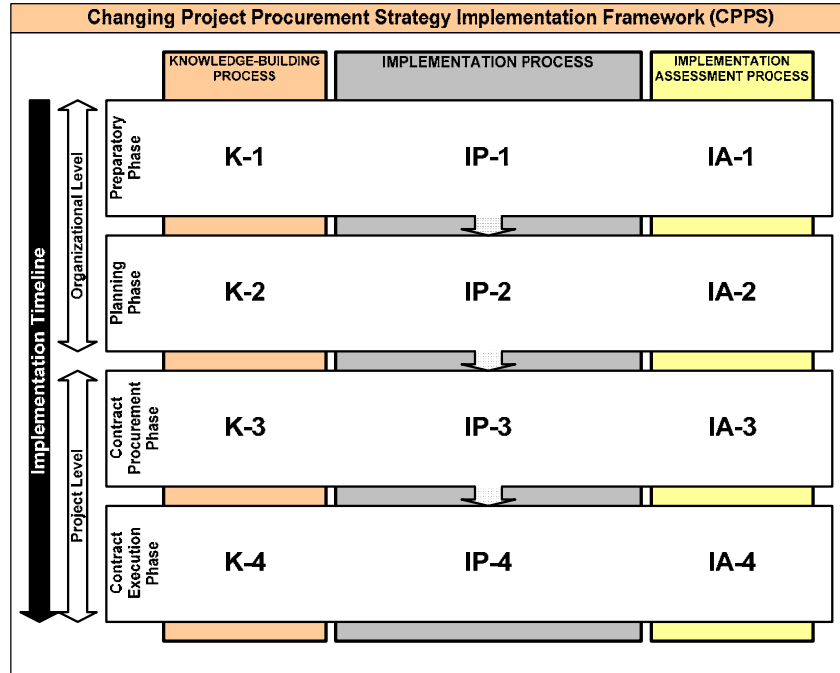 Changing Project Procurement Strategy Implementation Framework (CPPS)
KNOWLEDGE-BUILDING
PROCESS
IMPLEMENTATION PROCESS
IMPLEMENTATION
ASSESSMENT PROCESS
Implementation Timeline
Organizational Level
Preparatory
Phase
K-1
IP-1
IA-1
Planning
Phase
K-2
IP-2
IA-2
Project Level
Contract
Procurement
Phase
K-3
IP-3
IA-3
Contract
Execution
Phase
K-4
IP-4
IA-4